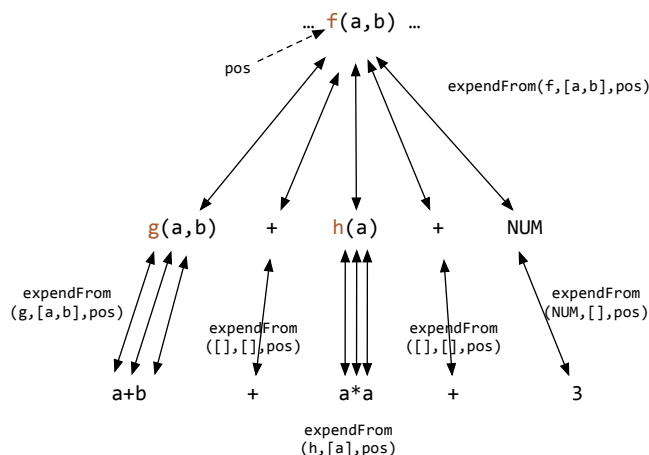 … f(a,b) …
pos
expendFrom(f,[a,b],pos)
g(a,b) + h(a) + NUM
expendFrom
(g,[a,b],pos)
expendFrom
([],[],pos)
expendFrom
([],[],pos)
expendFrom
(NUM,[],pos)
a+b + a*a + 3
expendFrom
(h,[a],pos)